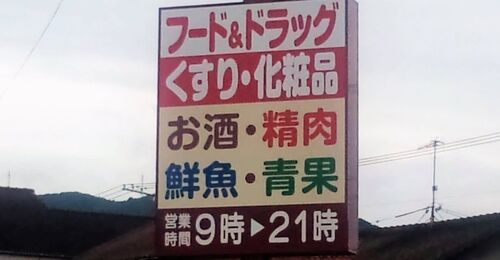 フード&ドラッグ
くすり・化粧品
お酒・精肉
鮮魚・青果
営業時間 9時▶21時